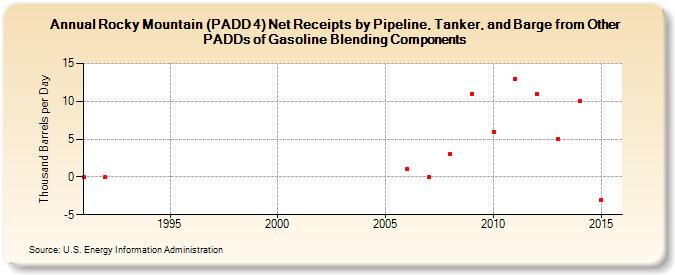 Annual Rocky Mountain (PADD 4) Net Receipts by Pipeline, Tanker, and Barge from Other
PADDs of Gasoline Blending Components
Thousand Barrels per Day
15
10
5
0
-5
1995
2000
2005
2010
2015
Source: U.S. Energy Information Administration